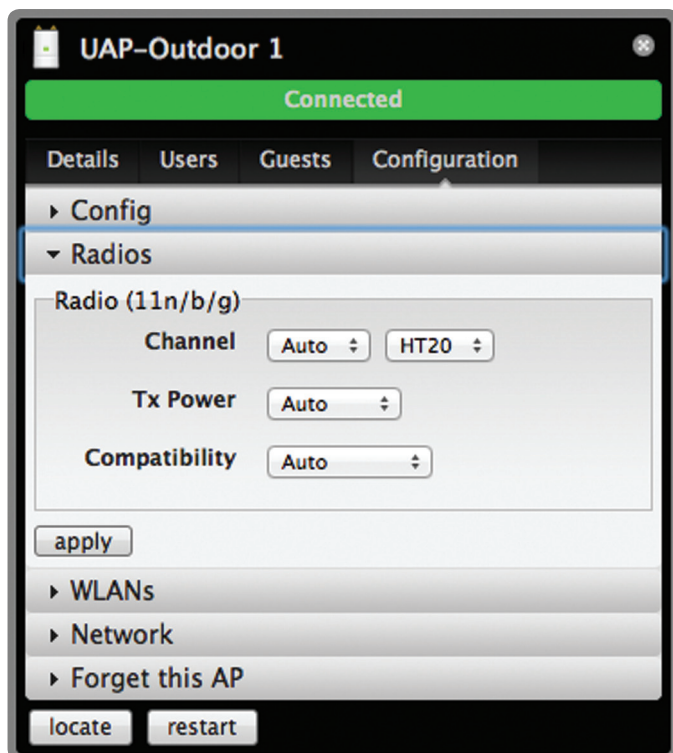 UAP-Outdoor 1
Connected
Details Users Guests Configuration
Config
Radios
Radio (11n/b/g)
Channel Auto HT20
Tx Power Auto
Compatibility Auto
apply
WLANs
Network
Forget this AP
locate restart